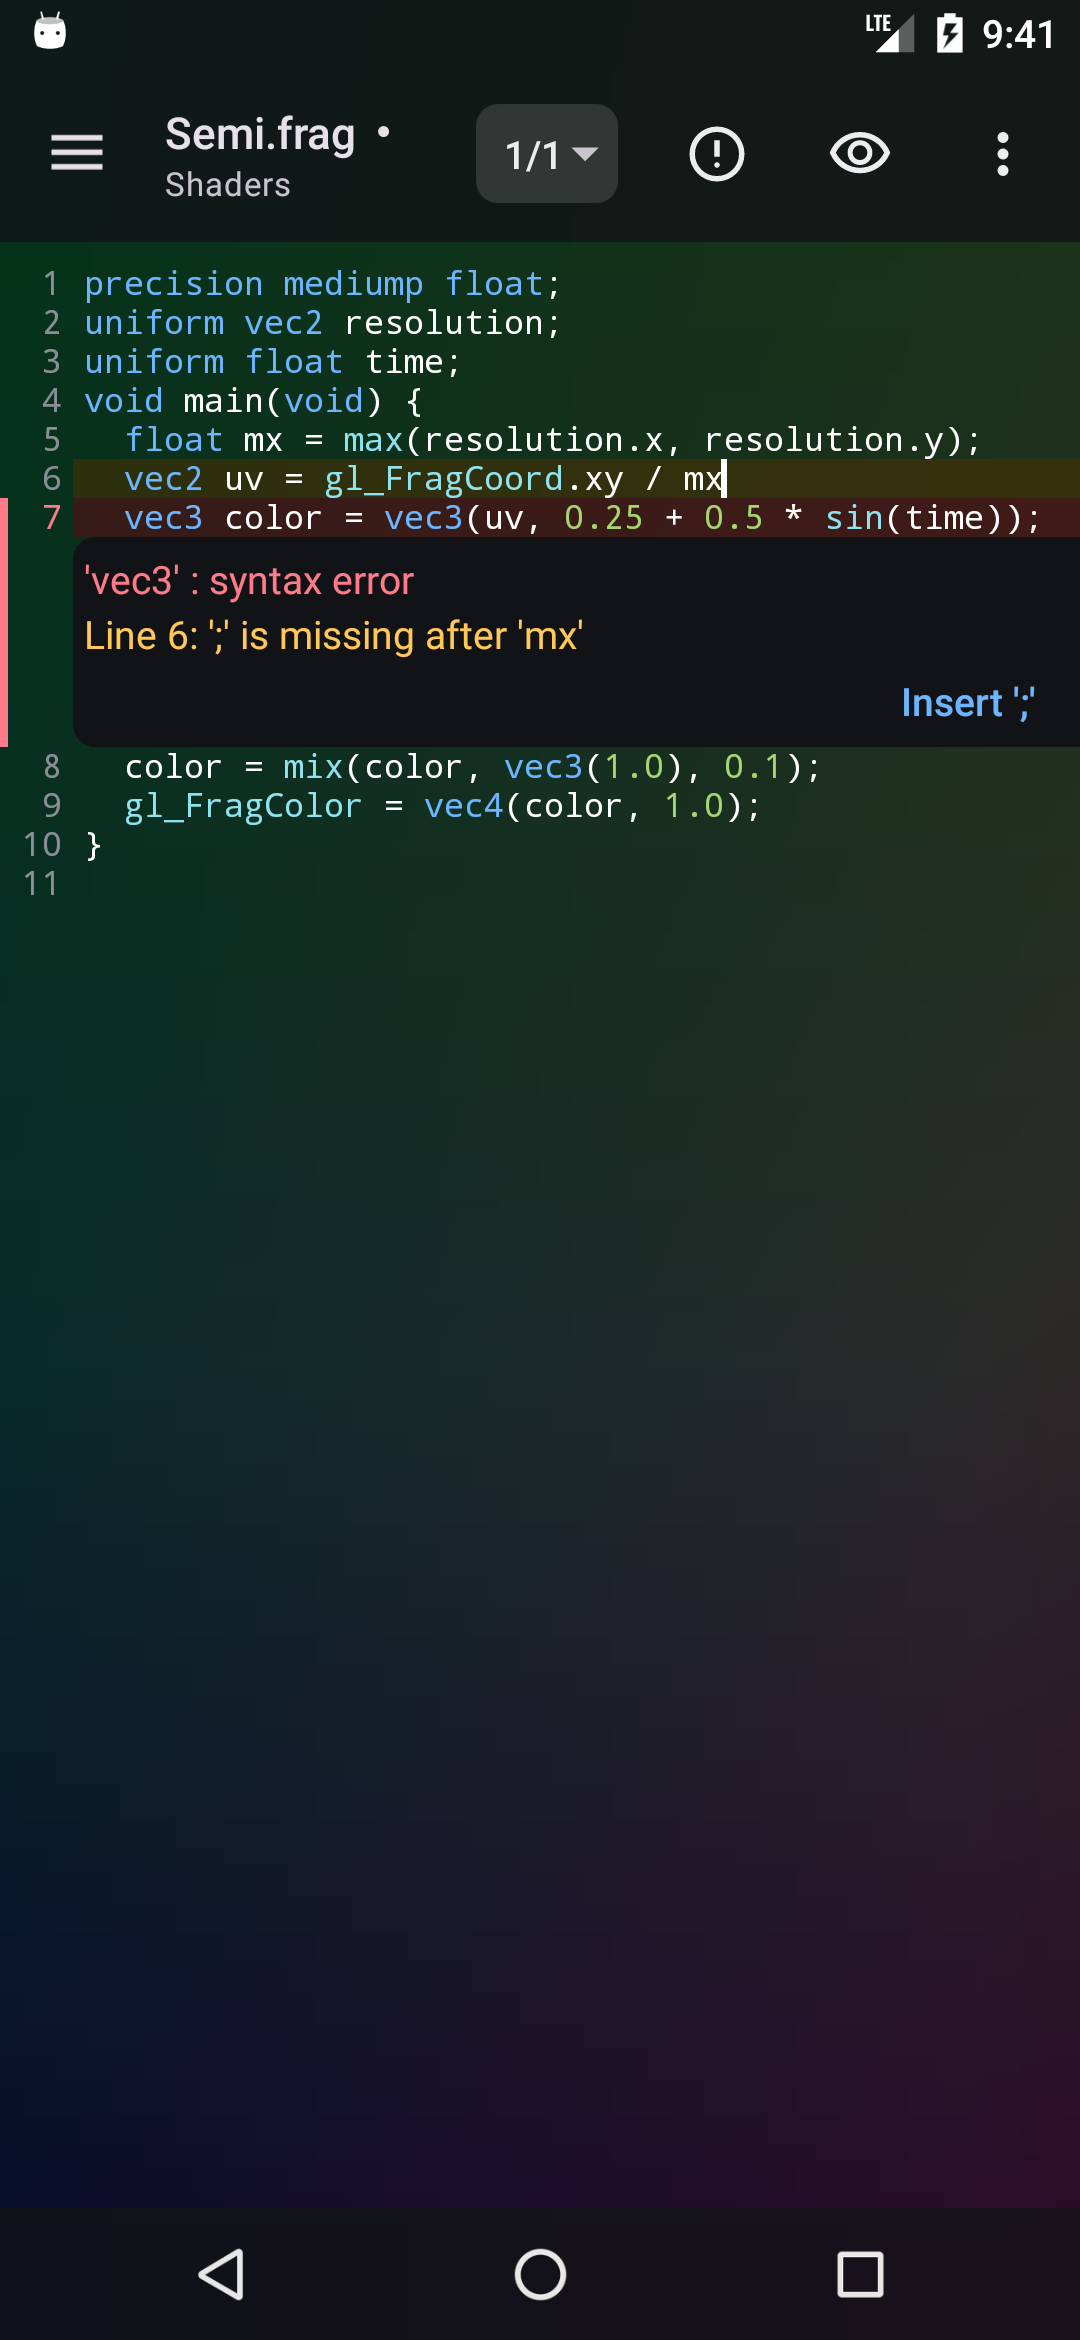 LTE 9:41
Semi.frag •
Shaders
1/1
1 precision mediump float;
2 uniform vec2 resolution;
3 uniform float time;
4 void main(void) {
5   float mx = max(resolution.x, resolution.y);
6   vec2 uv = gl_FragCoord.xy / mx
7   vec3 color = vec3(uv, 0.25 + 0.5 * sin(time));
'vec3' : syntax error
Line 6: ';' is missing after 'mx'
Insert ';'
8   color = mix(color, vec3(1.0), 0.1);
9   gl_FragColor = vec4(color, 1.0);
10 }
11